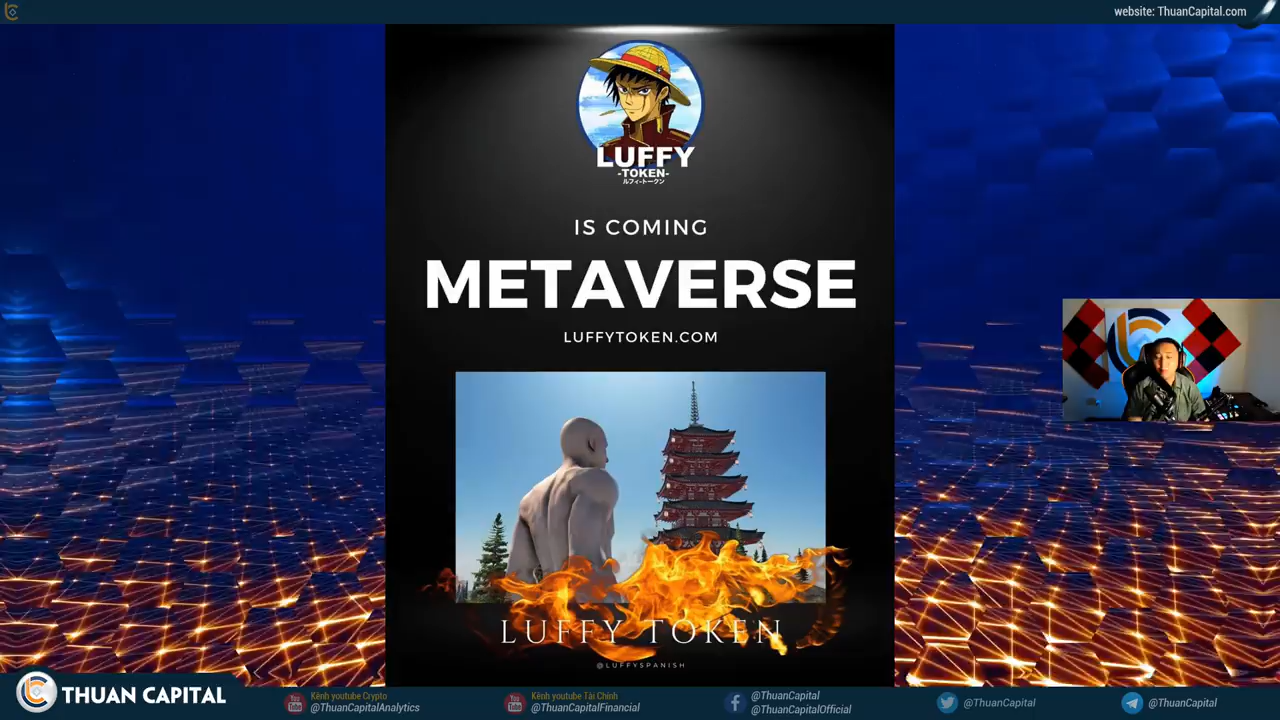 website: ThuanCapital.com
LUFFY
-TOKEN-
ルフィ-トークン
IS COMING
METAVERSE
LUFFYTOKEN.COM
LUFFY TOKEN
@LUFFYSPANISH
THUAN CAPITAL
Kênh youtube Crypto
@ThuanCapitalAnalytics
Kênh youtube Tài Chính
@ThuanCapitalFinancial
@ThuanCapital
@ThuanCapitalOfficial
@ThuanCapital
@ThuanCapital